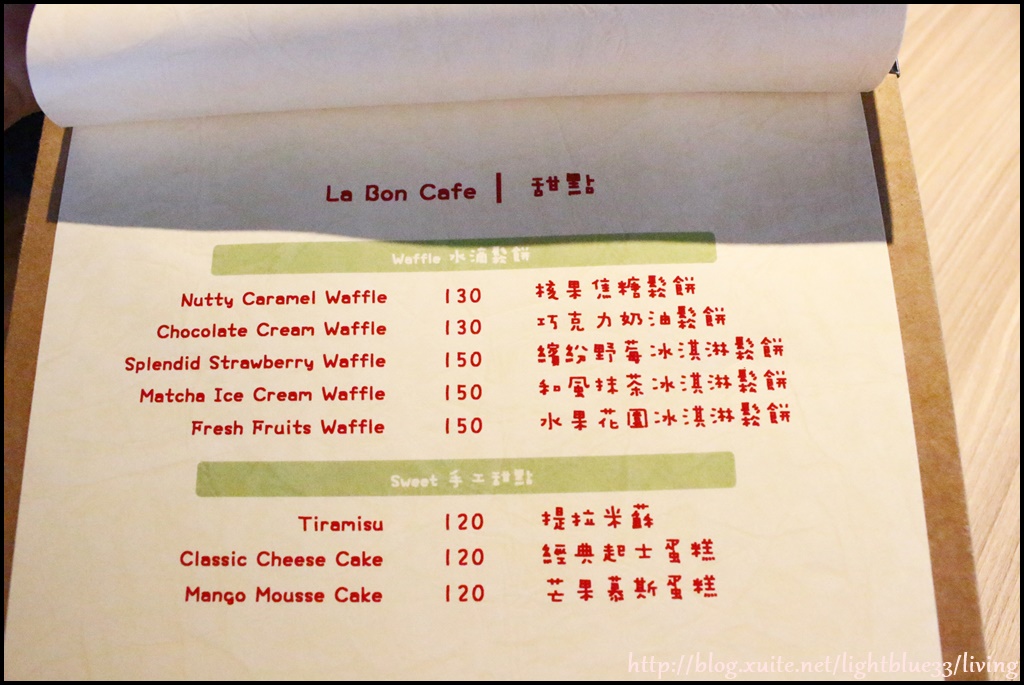 La Bon Cafe | 甜點
Waffle 水滴鬆餅
Nutty Caramel Waffle 130 核果焦糖鬆餅
Chocolate Cream Waffle 130 巧克力奶油鬆餅
Splendid Strawberry Waffle 150 繽紛野莓冰淇淋鬆餅
Matcha Ice Cream Waffle 150 和風抹茶冰淇淋鬆餅
Fresh Fruits Waffle 150 水果花園冰淇淋鬆餅
Sweet 手工甜點
Tiramisu 120 提拉米蘇
Classic Cheese Cake 120 經典起士蛋糕
Mango Mousse Cake 120 芒果慕斯蛋糕
http://blog.xuite.net/lightblue33/living